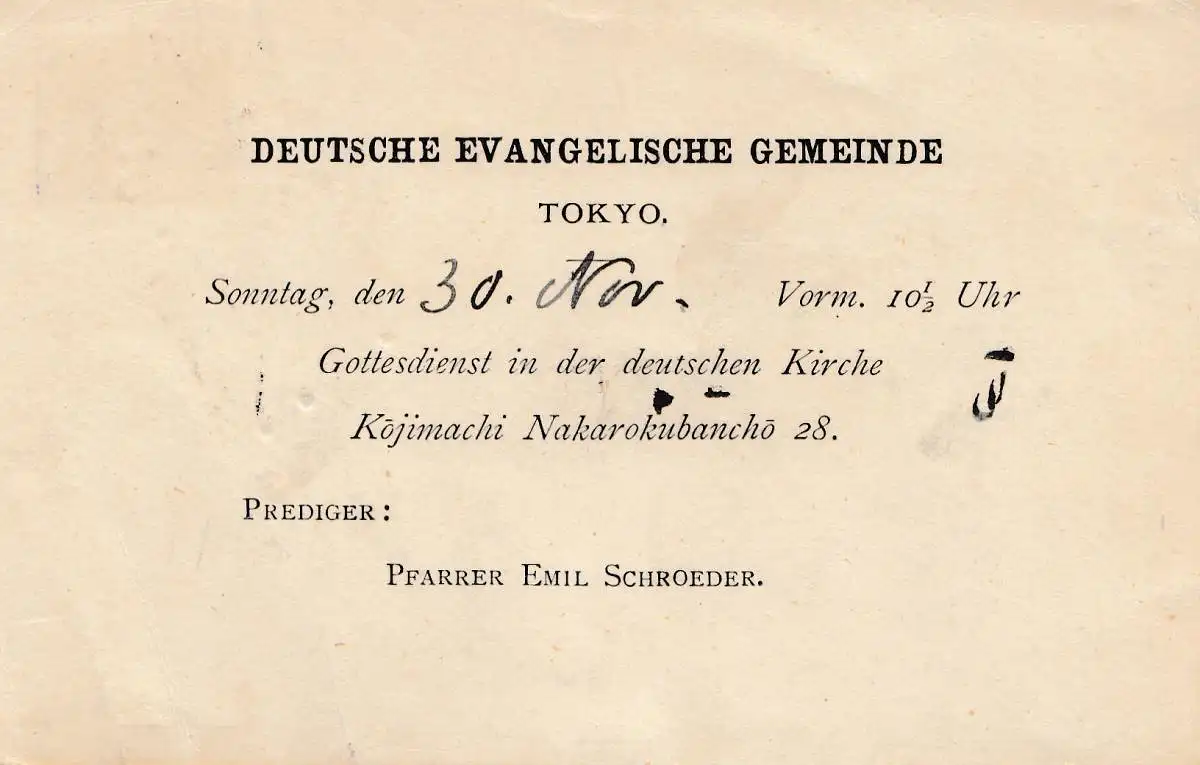 DEUTSCHE EVANGELISCHE GEMEINDE
TOKYO.
Sonntag, den 30. Nov. Vorm. 10½ Uhr
Gottesdienst in der deutschen Kirche
Kōjimachi Nakarokubanchō 28.
PREDIGER:
PFARRER EMIL SCHROEDER.